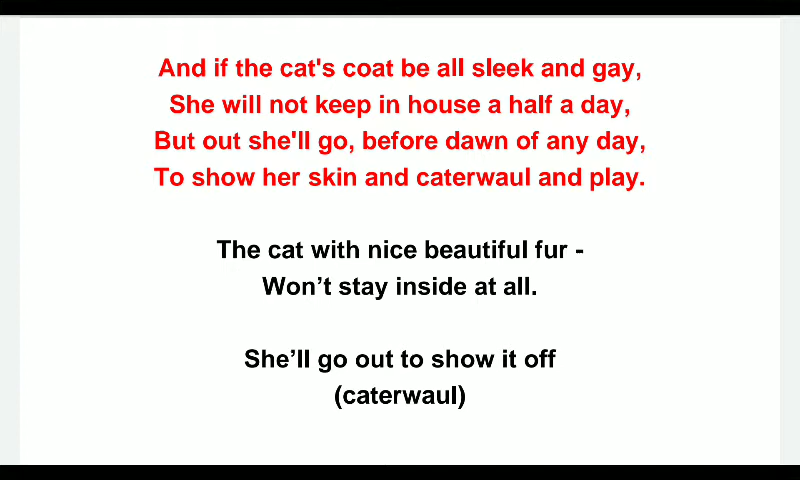 And if the cat's coat be all sleek and gay,
She will not keep in house a half a day,
But out she'll go, before dawn of any day,
To show her skin and caterwaul and play.
The cat with nice beautiful fur -
Won’t stay inside at all.
She’ll go out to show it off
(caterwaul)